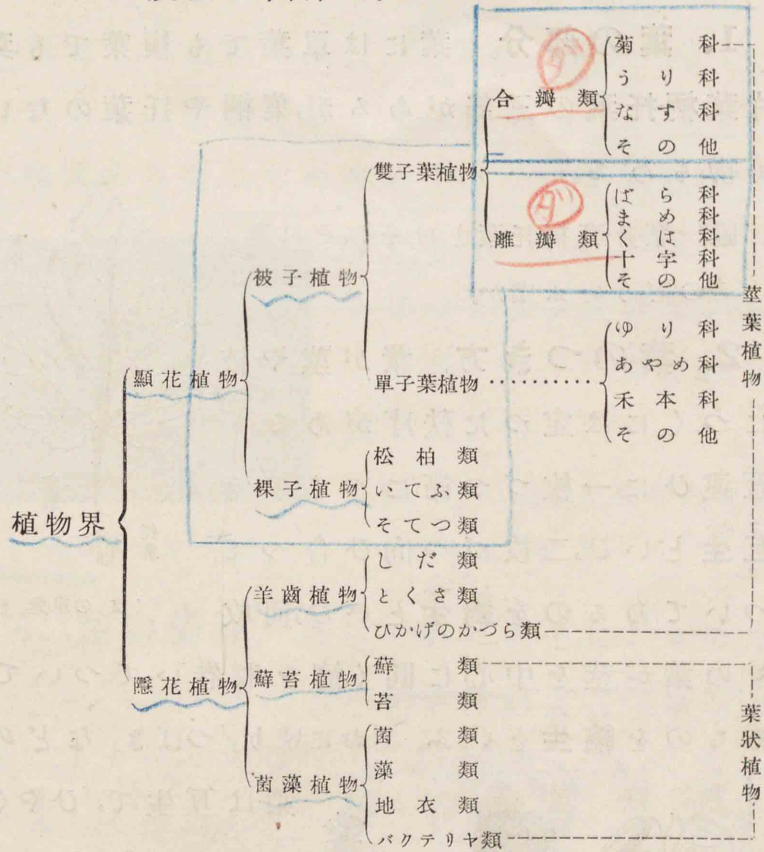 植物界
顯花植物
被子植物
雙子葉植物
合瓣類
ダ
菊科
うり科
なす科
その他
離瓣類
ダ
ばら科
まめ科
くは科
十字科
その他
單子葉植物
ゆり科
あやめ科
禾本科
その他
裸子植物
松柏類
いてふ類
そてつ類
隱花植物
羊齒植物
しだ類
とくさ類
ひかげのかづら類
蘚苔植物
蘚類
苔類
菌藻植物
菌類
藻類
地衣類
バクテリヤ類
莖葉植物
葉狀植物